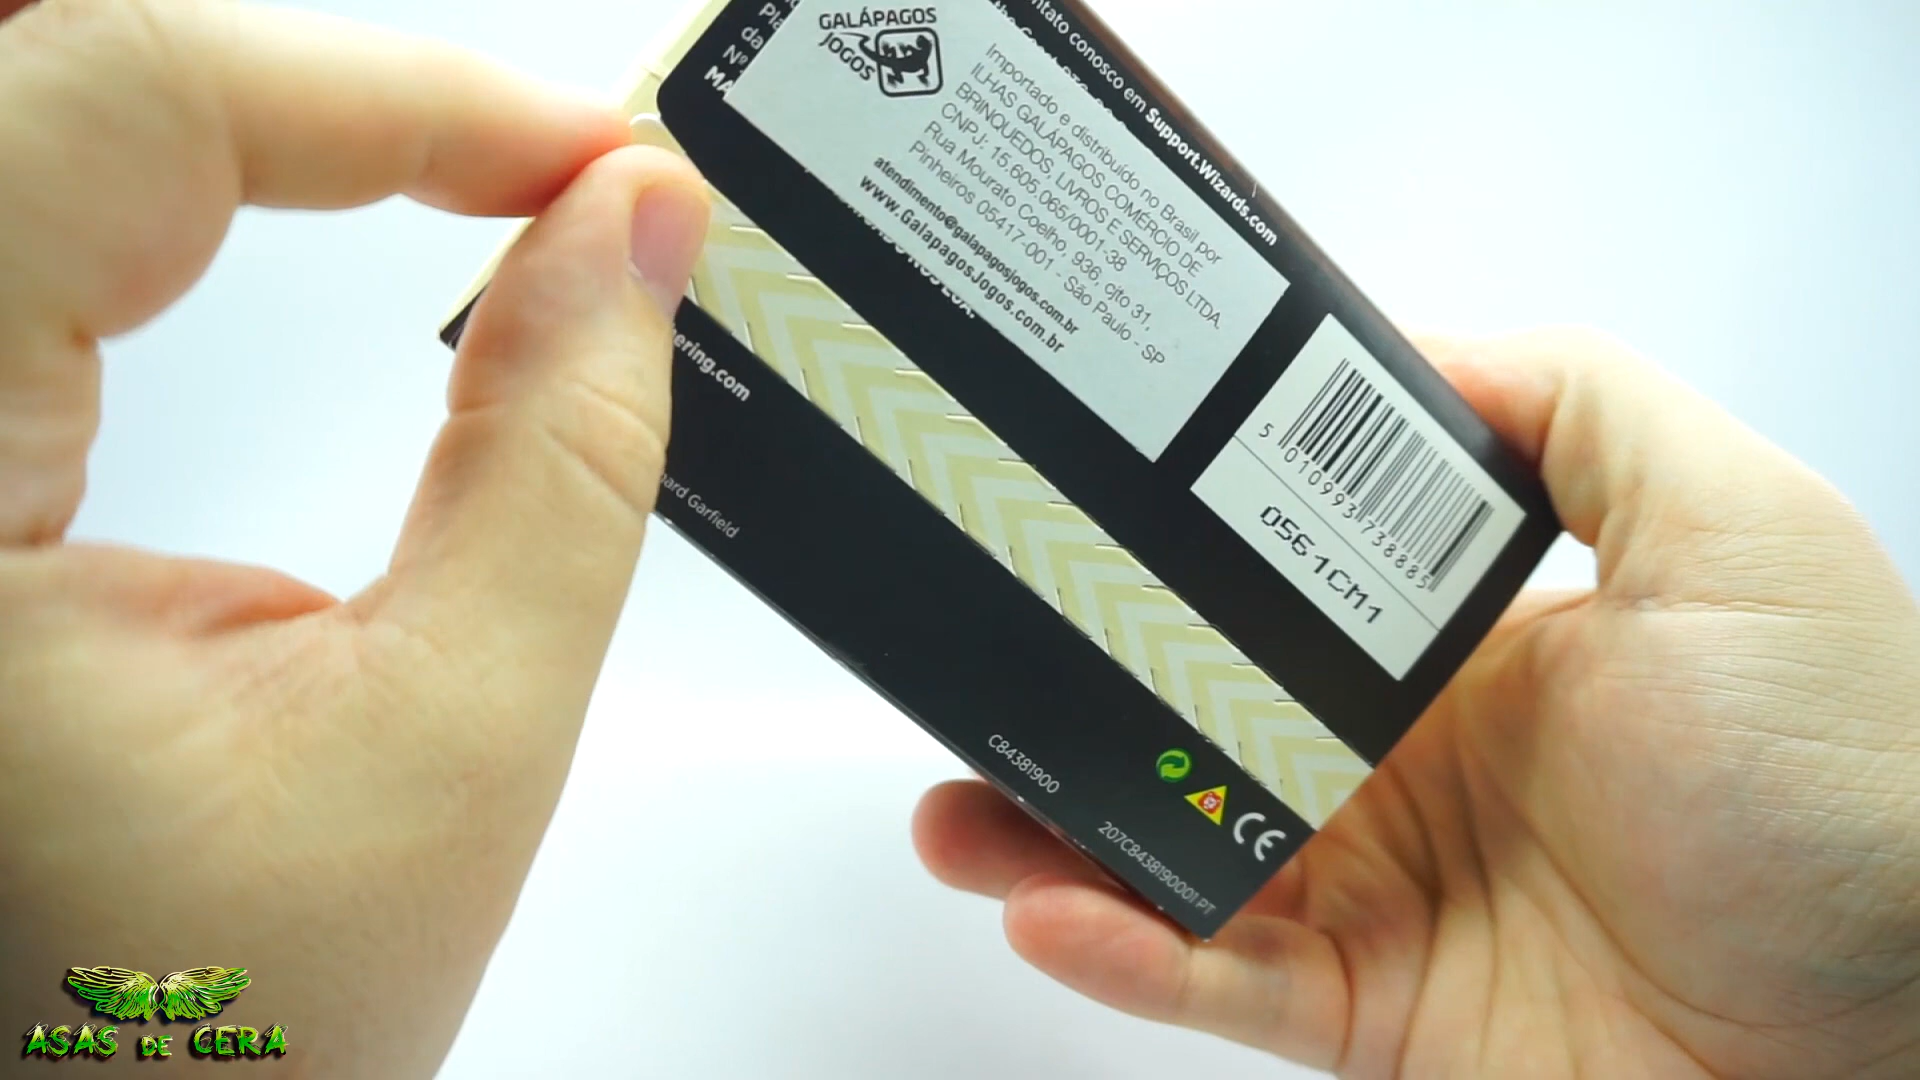 GALÁPAGOS
JOGOS
Importado e distribuído no Brasil por
ILHAS GALÁPAGOS COMÉRCIO DE
BRINQUEDOS, LIVROS E SERVIÇOS LTDA.
CNPJ: 15.605.065/0001-38
Rua Mourato Coelho, 936, cjto 31,
Pinheiros 05417-001 - São Paulo - SP
atendimento@galapagosjogos.com.br
www.GalapagosJogos.com.br
conosco em Support.Wizards.com
5 010993 738885
0561CM1
ering.com
Garfield
C84381900
CE
207C8438190001 PT
ASAS DE CERA